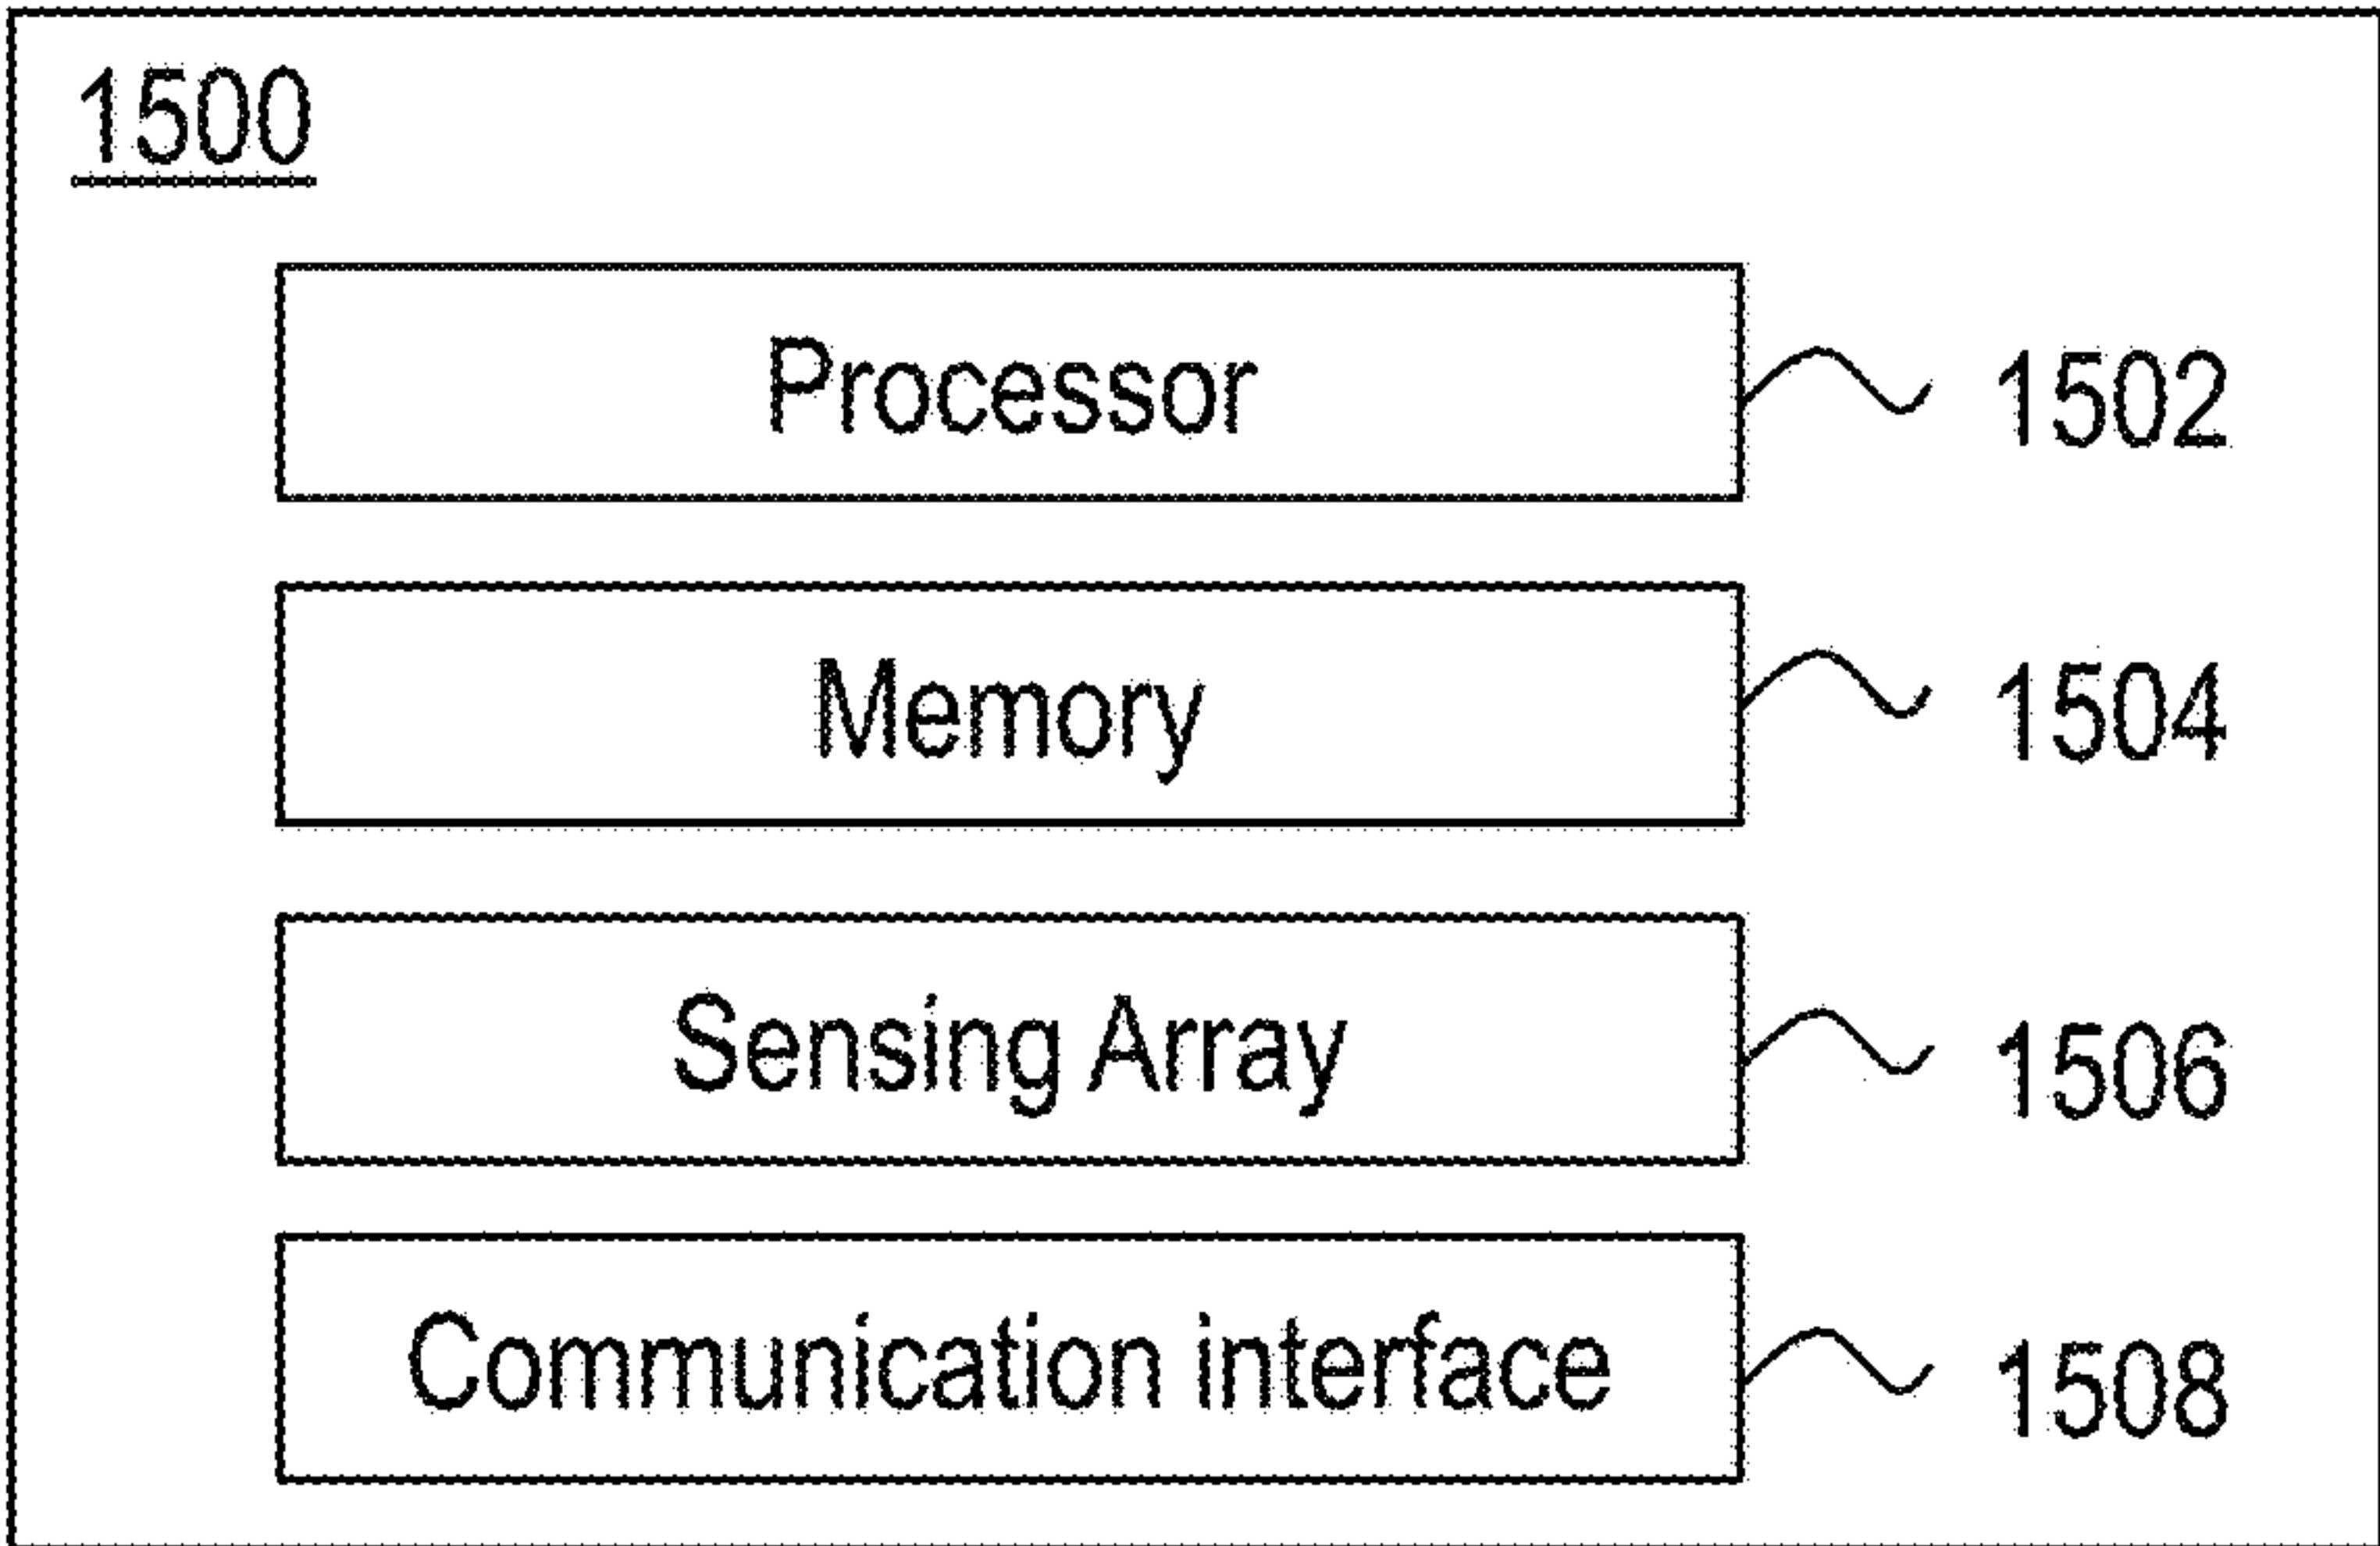 1500
Processor 1502
Memory 1504
Sensing Array 1506
Communication interface 1508